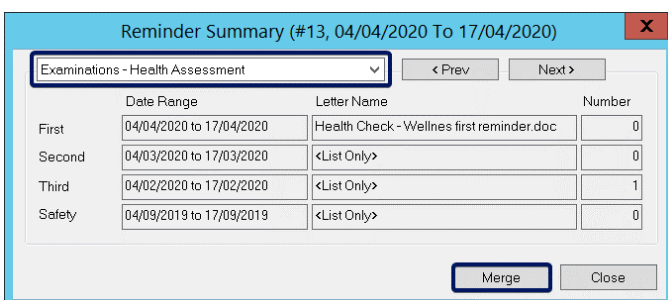 Reminder Summary (#13, 04/04/2020 To 17/04/2020) X
Examinations - Health Assessment < Prev Next >
Date Range Letter Name Number
First 04/04/2020 to 17/04/2020 Health Check - Wellnes first reminder.doc 0
Second 04/03/2020 to 17/03/2020 <List Only> 0
Third 04/02/2020 to 17/02/2020 <List Only> 1
Safety 04/09/2019 to 17/09/2019 <List Only> 0
Merge Close